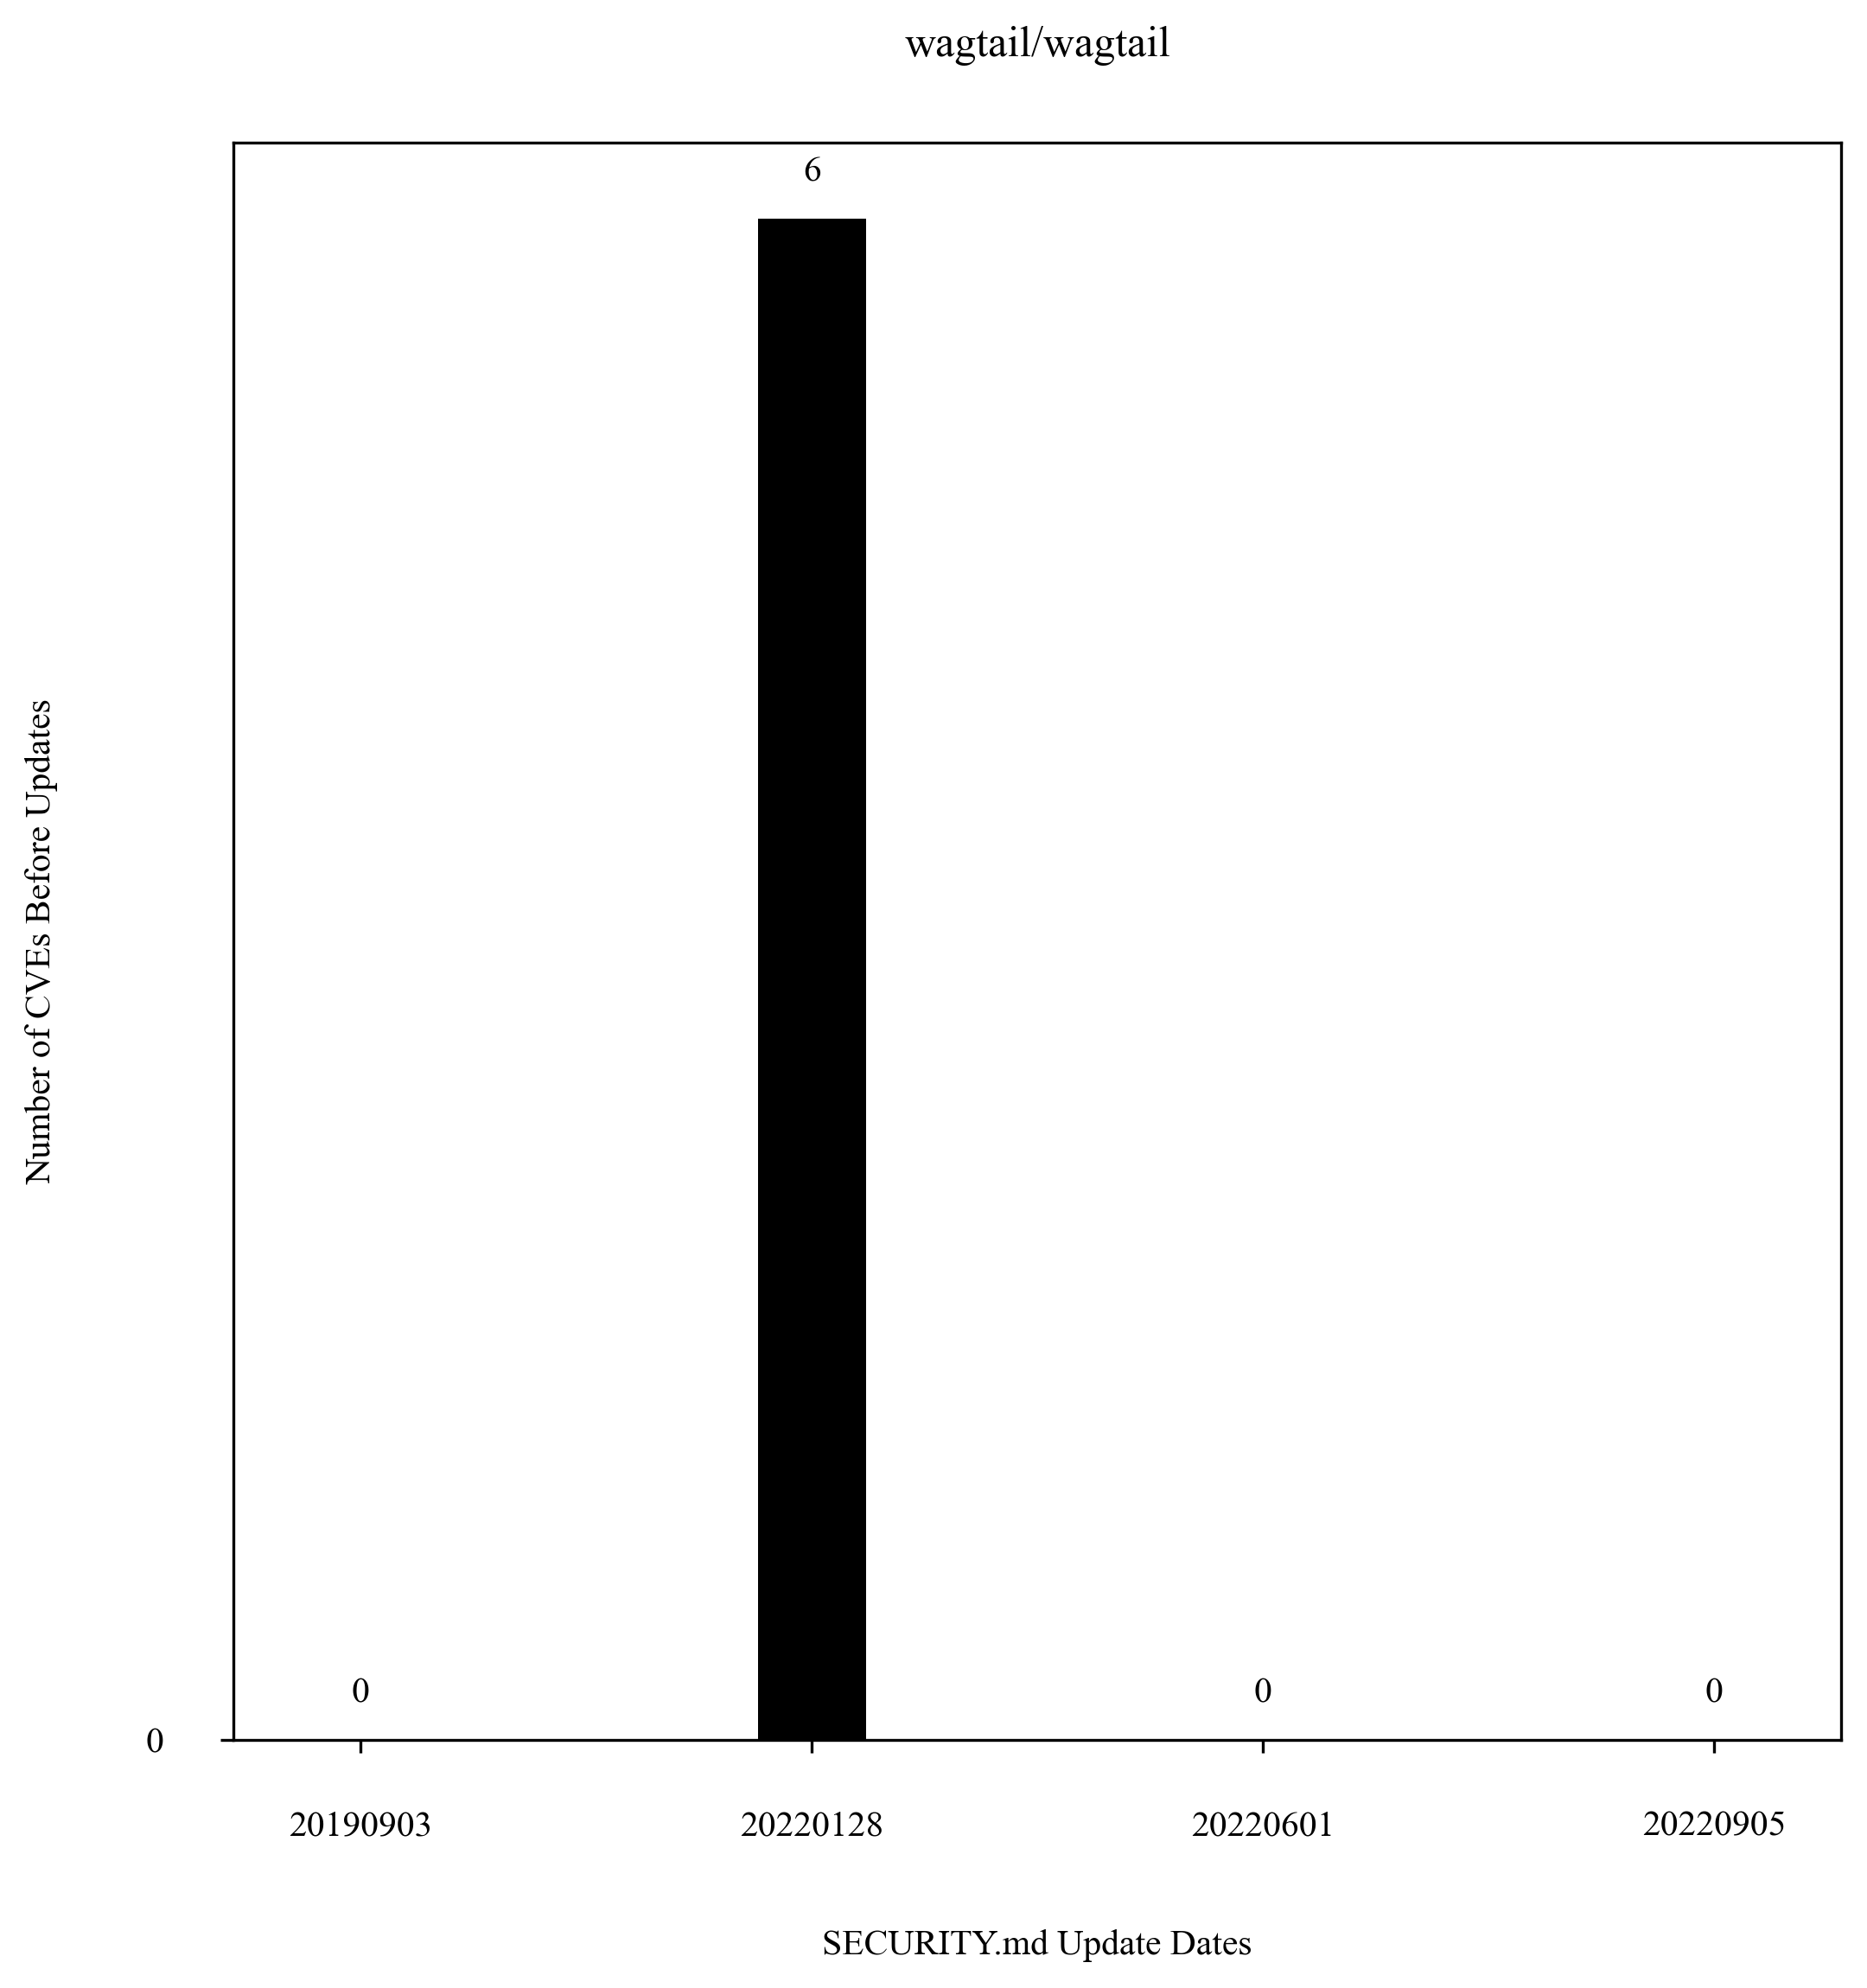 wagtail/wagtail
6
Number of CVEs Before Updates
0 0 0
0
20190903 20220128 20220601 20220905
SECURITY.md Update Dates